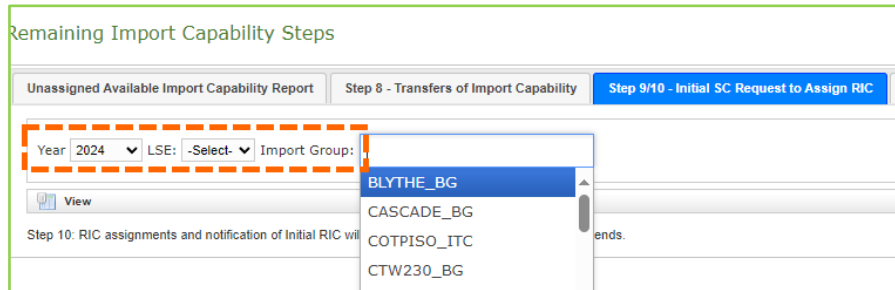 Remaining Import Capability Steps
Unassigned Available Import Capability Report Step 8 - Transfers of Import Capability Step 9/10 - Initial SC Request to Assign RIC
Year 2024 LSE: -Select- Import Group:
BLYTHE_BG
View
CASCADE_BG
Step 10: RIC assignments and notification of Initial RIC wil ends.
COTPISO_ITC
CTW230_BG